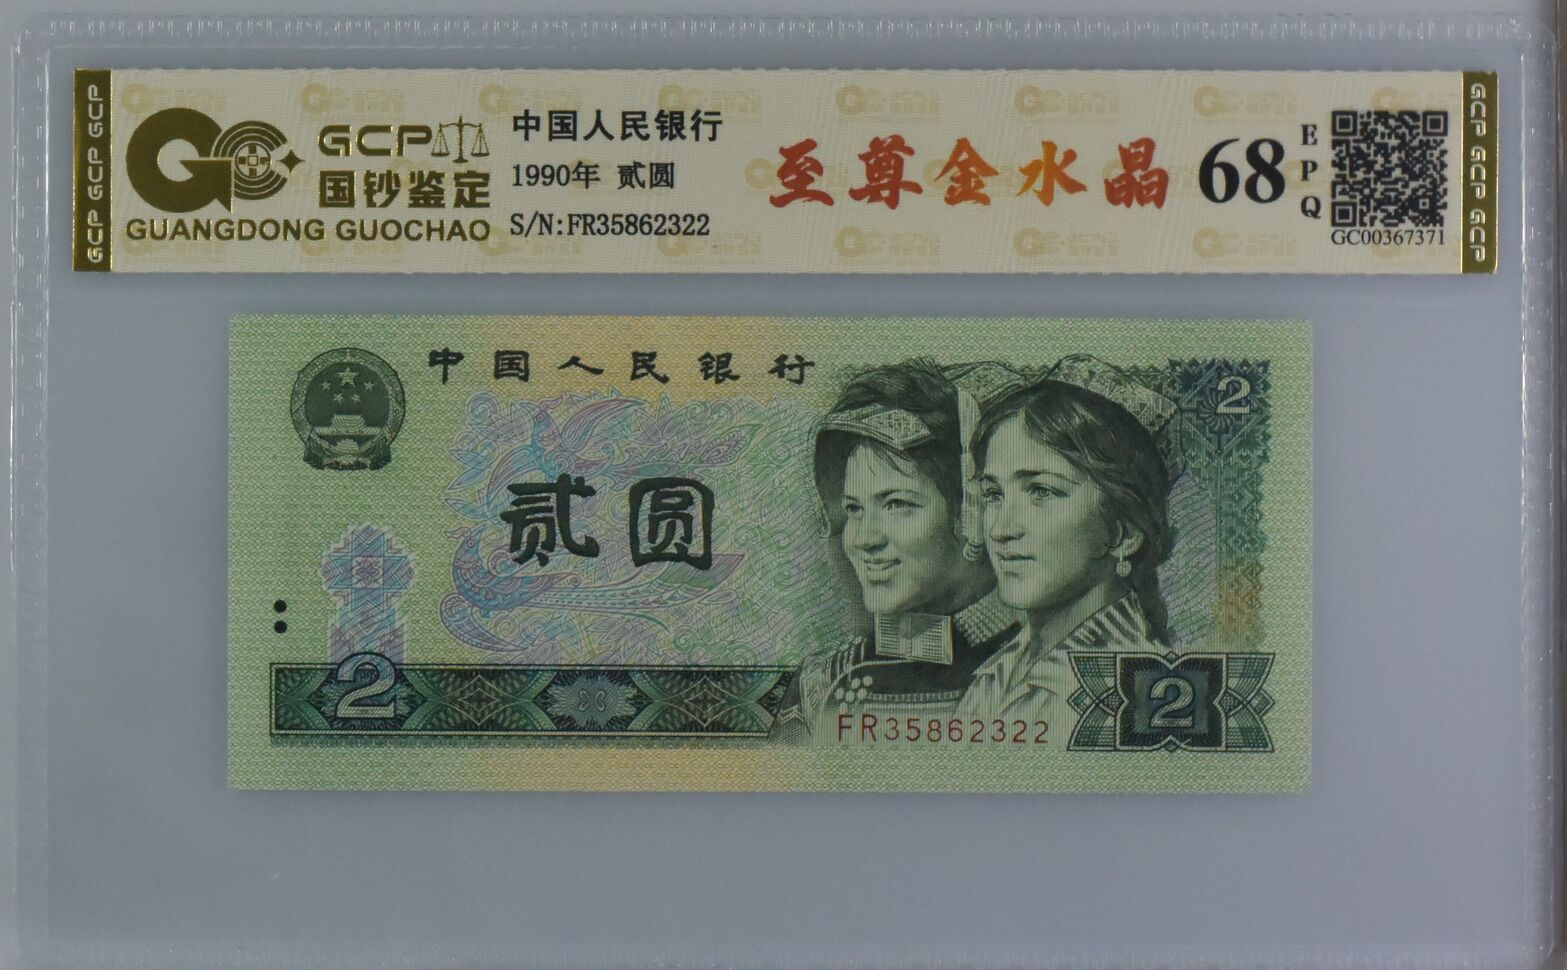 GCP GCP GCP
GCP
国钞鉴定
GUANGDONG GUOCHAO
中国人民银行
1990年 贰圆
S/N:FR35862322
至尊金水晶
68
EPQ
GC00367371
GCP GCP GCP
中国人民银行
2
贰圆
2
FR35862322
2